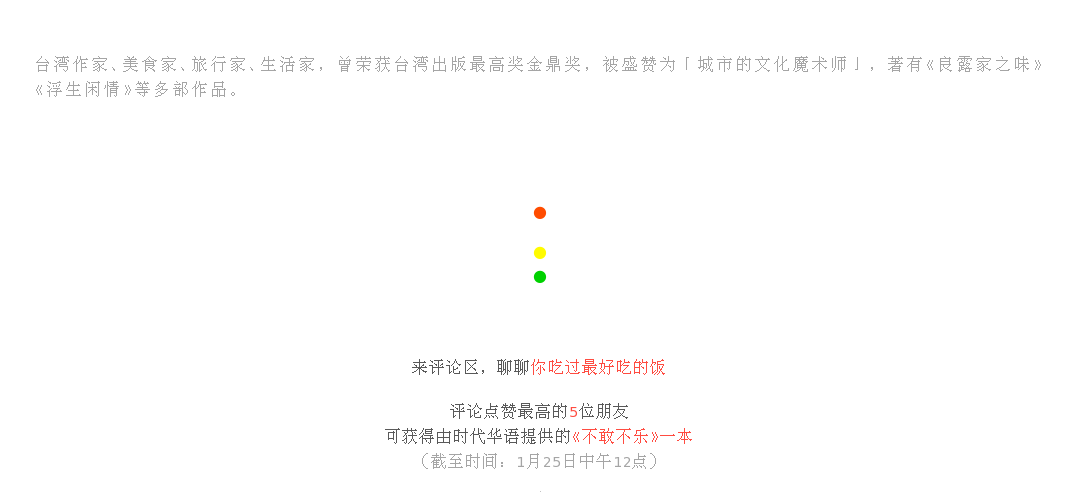 台湾作家、美食家、旅行家、生活家，曾荣获台湾出版最高奖金鼎奖，被盛赞为「城市的文化魔术师」，著有《良露家之味》
《浮生闲情》等多部作品。
来评论区，聊聊你吃过最好吃的饭
评论点赞最高的5位朋友
可获得由时代华语提供的《不敢不乐》一本
（截至时间：1月25日中午12点）